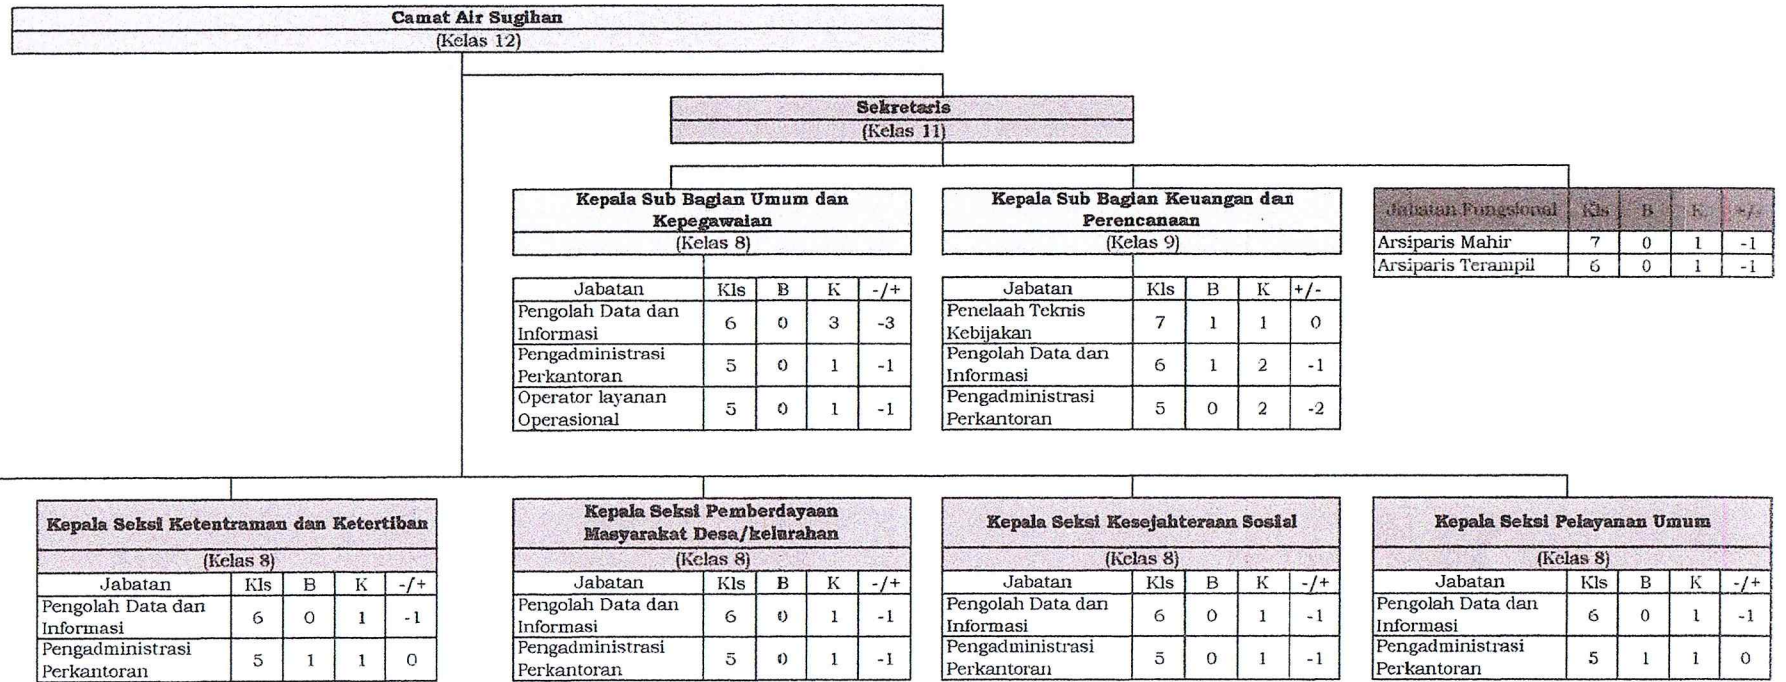 Camat Air Sugihan
(Kelas 12)
Sekretaris
(Kelas 11)
Kepala Sub Bagian Umum dan
Kepegawaian
(Kelas 8)
Jabatan Kls B K -/+
Pengolah Data dan
Informasi 6 0 3 -3
Pengadministrasi
Perkantoran 5 0 1 -1
Operator layanan
Operasional 5 0 1 -1
Kepala Sub Bagian Keuangan dan
Perencanaan
(Kelas 9)
Jabatan Kls B K +/-
Penelaah Teknis
Kebijakan 7 1 1 0
Pengolah Data dan
Informasi 6 1 2 -1
Pengadministrasi
Perkantoran 5 0 2 -2
Jabatan Fungsional Kls B K +/-
Arsiparis Mahir 7 0 1 -1
Arsiparis Terampil 6 0 1 -1
Kepala Seksi Ketentraman dan Ketertiban
(Kelas 8)
Jabatan Kls B K -/+
Pengolah Data dan
Informasi 6 0 1 -1
Pengadministrasi
Perkantoran 5 1 1 0
Kepala Seksi Pemberdayaan
Masyarakat Desa/kelurahan
(Kelas 8)
Jabatan Kls B K -/+
Pengolah Data dan
Informasi 6 0 1 -1
Pengadministrasi
Perkantoran 5 0 1 -1
Kepala Seksi Kesejahteraan Sosial
(Kelas 8)
Jabatan Kls B K -/+
Pengolah Data dan
Informasi 6 0 1 -1
Pengadministrasi
Perkantoran 5 0 1 -1
Kepala Seksi Pelayanan Umum
(Kelas 8)
Jabatan Kls B K -/+
Pengolah Data dan
Informasi 6 0 1 -1
Pengadministrasi
Perkantoran 5 1 1 0